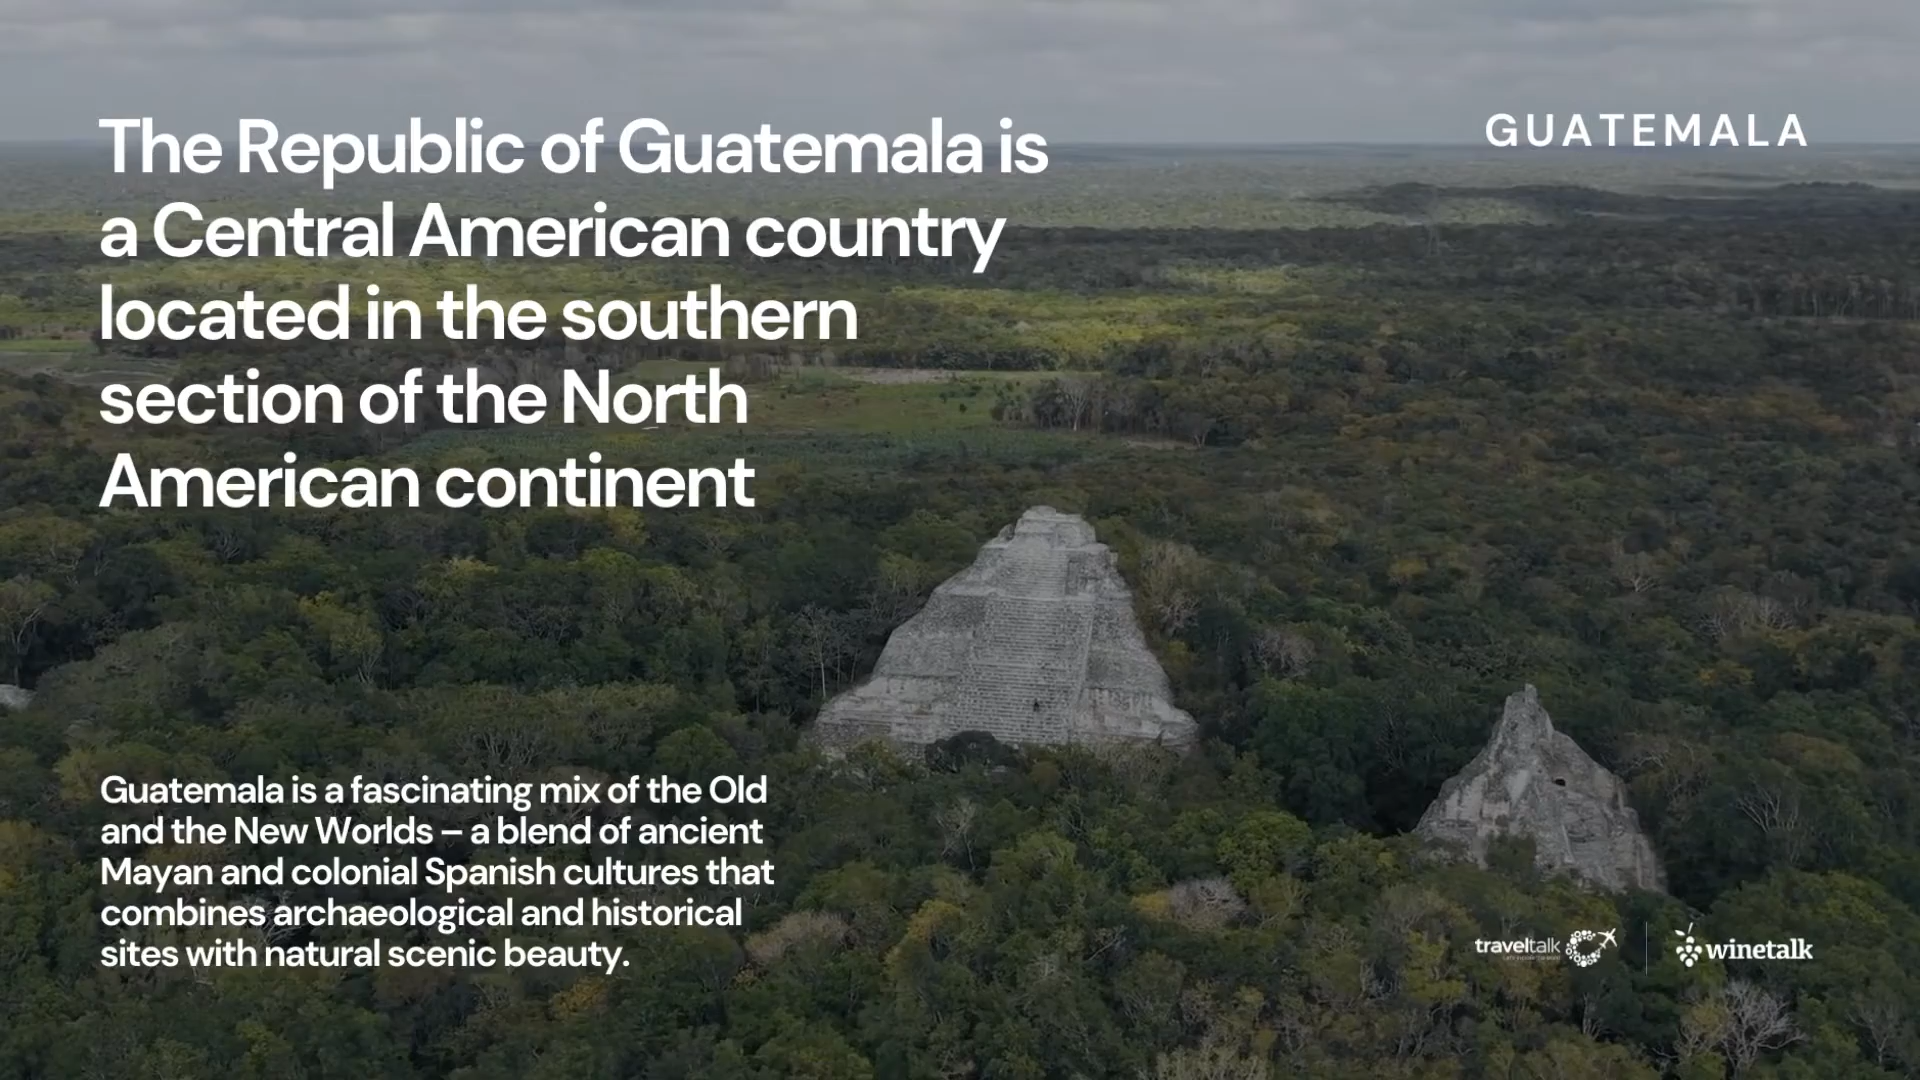 The Republic of Guatemala is
a Central American country
located in the southern
section of the North
American continent
GUATEMALA
Guatemala is a fascinating mix of the Old
and the New Worlds – a blend of ancient
Mayan and colonial Spanish cultures that
combines archaeological and historical
sites with natural scenic beauty.
traveltalk
winetalk